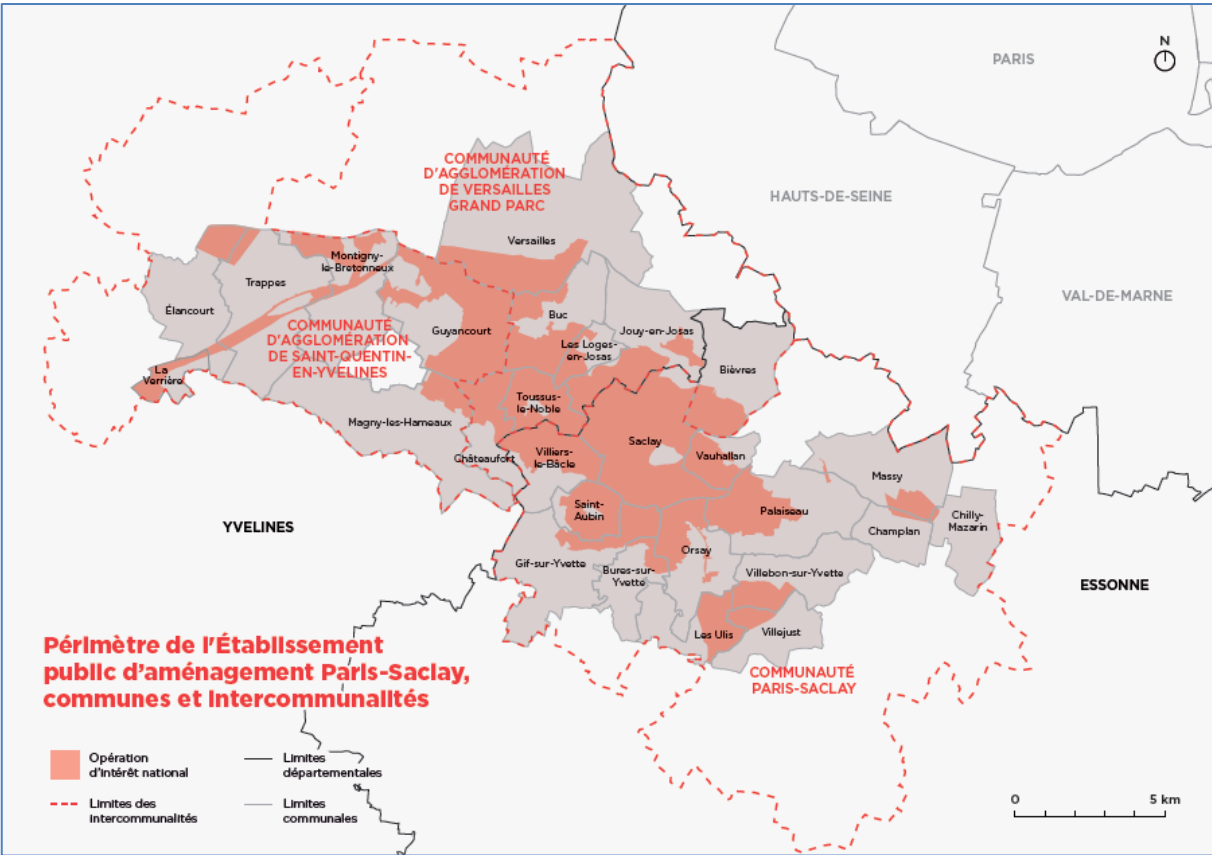 N
PARIS
HAUTS-DE-SEINE
VAL-DE-MARNE
COMMUNAUTÉ
D'AGGLOMÉRATION
DE VERSAILLES
GRAND PARC
Versailles
Montigny-
le-Bretonneux
Trappes
Élancourt
COMMUNAUTÉ
D'AGGLOMÉRATION
DE SAINT-QUENTIN-
EN-YVELINES
Guyancourt
Buc
Jouy-en-Josas
Les Loges-
en-Josas
Bièvres
La
Verrière
Toussus-
le-Noble
Magny-les-Hameaux
Saclay
Châteaufort
Villiers-
le-Bâcle
Vauhallan
Massy
Saint-
Aubin
Palaiseau
Champlan
Chilly-
Mazarin
YVELINES
Orsay
Gif-sur-Yvette
Bures-sur-
Yvette
Villebon-sur-Yvette
ESSONNE
Les Ulis
Villejust
COMMUNAUTÉ
PARIS-SACLAY
Périmètre de l'Établissement
public d'aménagement Paris-Saclay,
communes et Intercommunalités
Opération
d'Intérêt national
Limites
départementales
Limites des
Intercommunalités
Limites
communales
0
5 km